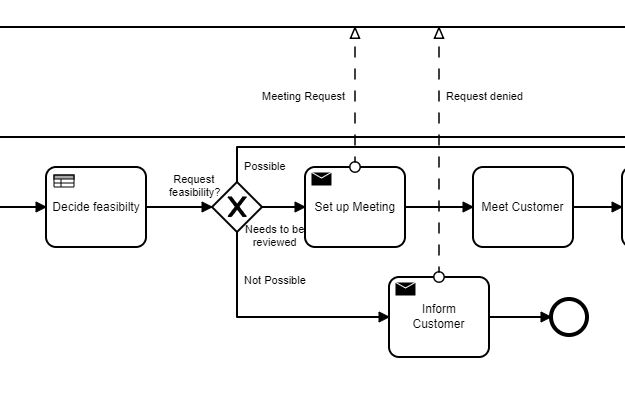 Meeting Request
Request denied
Possible
Request
feasibility?
Decide feasibilty
Set up Meeting
Meet Customer
Needs to be
reviewed
Not Possible
Inform
Customer